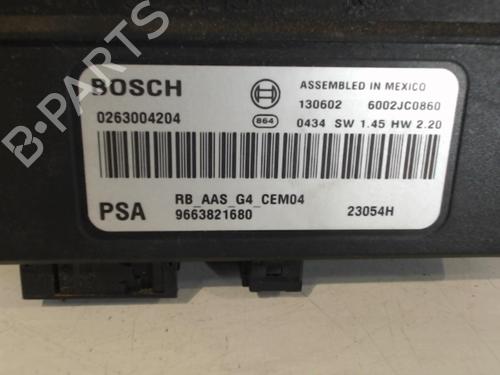 BOSCH
ASSEMBLED IN MEXICO
130602 6002JC0860
0263004204
864 0434 SW 1.45 HW 2.20
PSA
RB_AAS_G4_CEM04
9663821680
23054H
B-PARTS